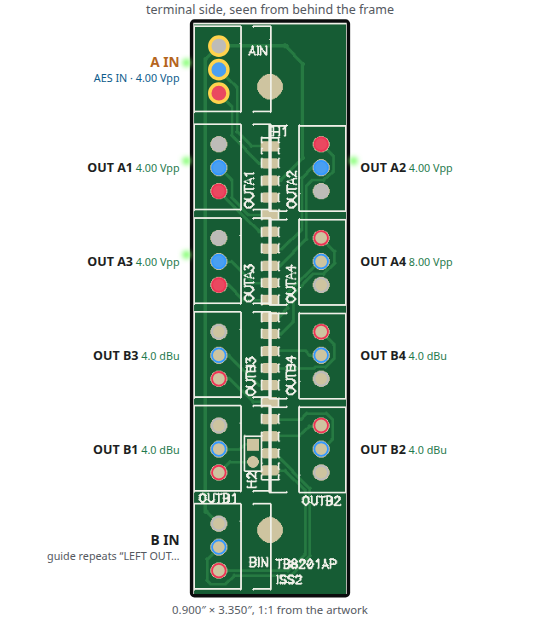 terminal side, seen from behind the frame
AIN
A IN
AES IN · 4.00 Vpp
H1
OUT A1 4.00 Vpp
OUTA1
OUTA2
OUT A2 4.00 Vpp
OUT A3 4.00 Vpp
OUTA3
OUTA4
OUT A4 8.00 Vpp
OUT B3 4.0 dBu
OUTB3
OUTB4
OUT B4 4.0 dBu
OUT B1 4.0 dBu
H2
OUT B2 4.0 dBu
OUTB1
OUTB2
B IN
guide repeats “LEFT OUT…
BIN
TB8201AP
ISS2
0.900″ × 3.350″, 1:1 from the artwork